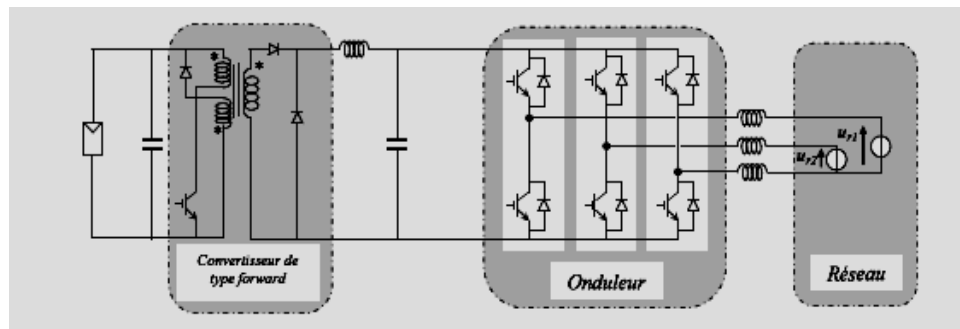 *
*
*
u_r1
u_r2
Convertisseur de
type forward
Onduleur
Réseau